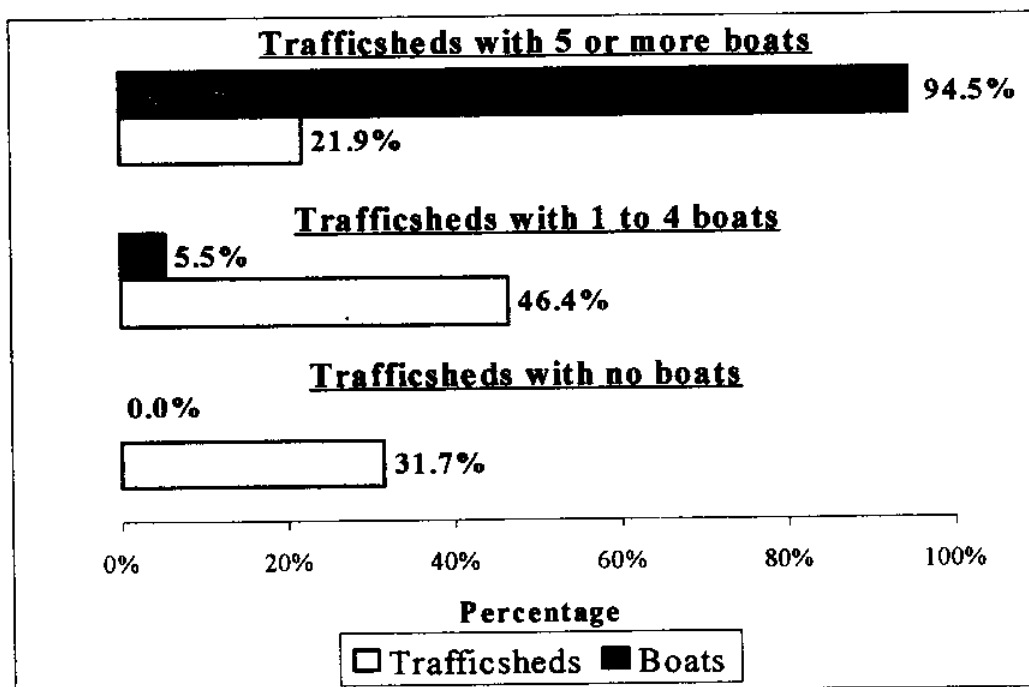 Trafficsheds with 5 or more boats
94.5%
21.9%
Trafficsheds with 1 to 4 boats
5.5%
46.4%
Trafficsheds with no boats
0.0%
31.7%
0% 20% 40% 60% 80% 100%
Percentage
Trafficsheds Boats